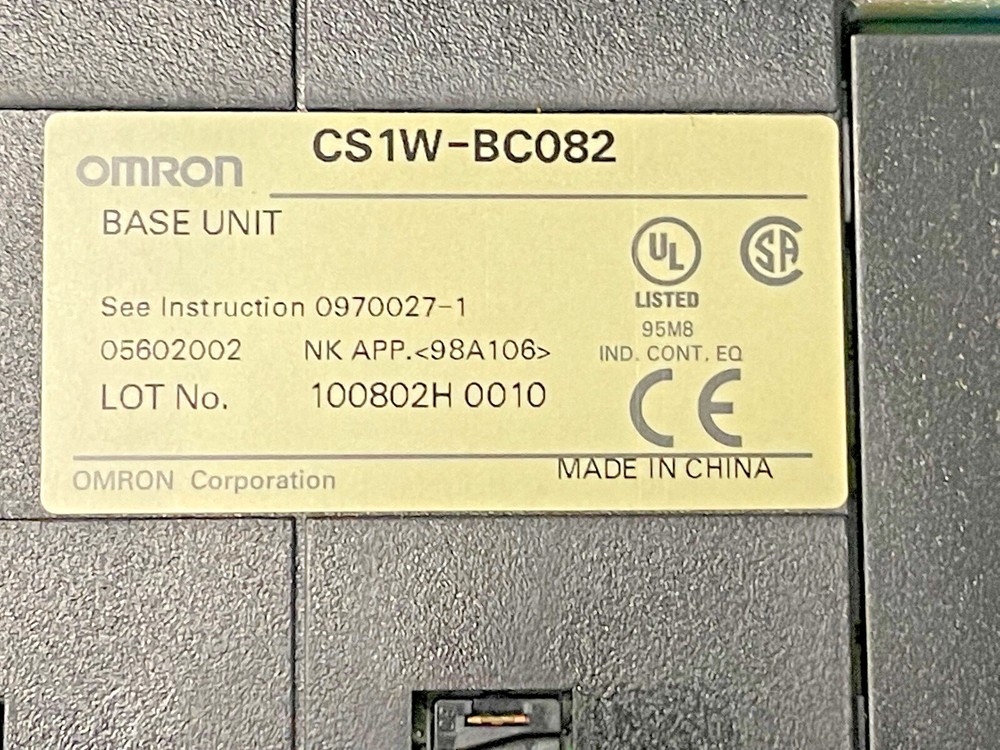 CS1W-BC082
OMRON
BASE UNIT
UL
LISTED
SA
95M8
IND. CONT. EQ
See Instruction 0970027-1
05602002 NK APP.<98A106>
LOT No. 100802H 0010
CE
OMRON Corporation
MADE IN CHINA